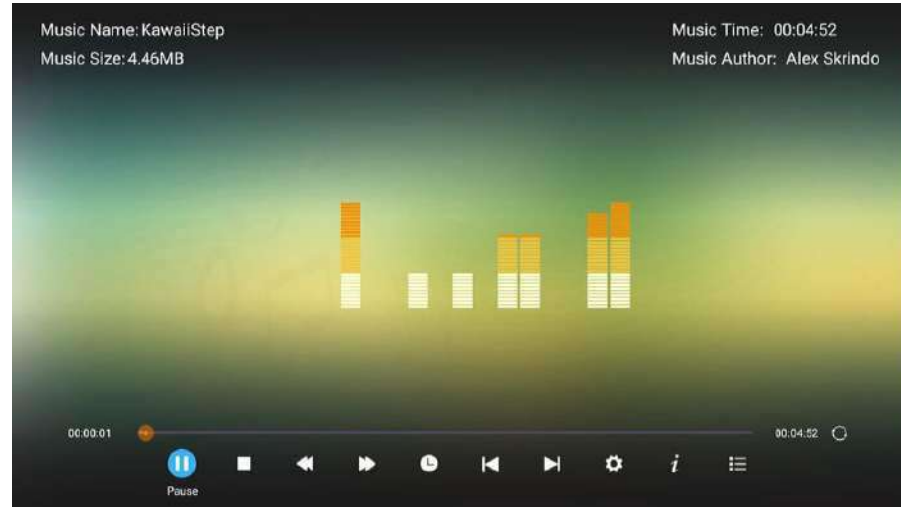 Music Name: KawaiiStep
Music Size: 4.46MB
Music Time: 00:04:52
Music Author: Alex Skrindo
00:00:01
00:04:52
Pause